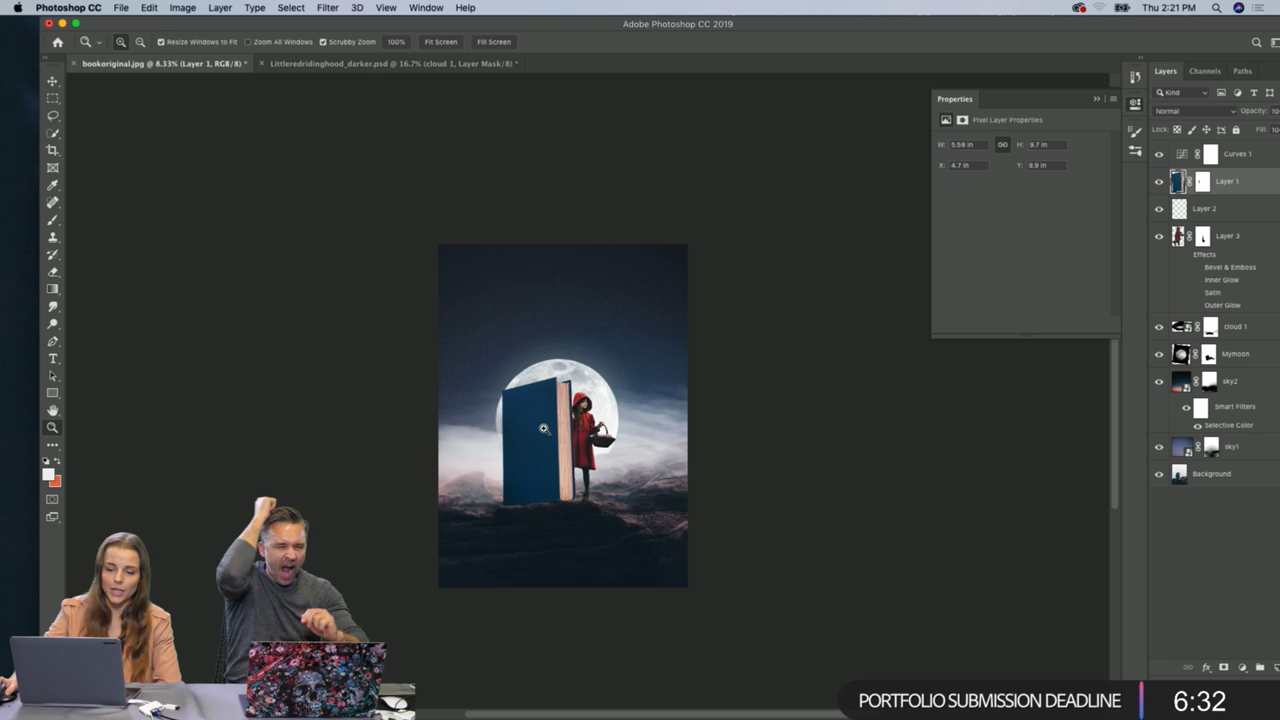 Photoshop CC File Edit Image Layer Type Select Filter 3D View Window Help Thu 2:21 PM
Adobe Photoshop CC 2019
Resize Windows to Fit Zoom All Windows Scrubby Zoom 100% Fit Screen Fill Screen
bookoriginal.jpg @ 8.33% (Layer 1, RGB/8) * Littleredridinghood_darker.psd @ 16.7% (cloud 1, Layer Mask/8) *
Properties
Pixel Layer Properties
W: 5.58 in H: 9.7 in
X: 4.7 in Y: 9.9 in
Layers Channels Paths
Kind
Normal Opacity: 10
Lock: Fill: 10
Curves 1
Layer 1
Layer 2
Layer 3
Effects
Bevel & Emboss
Inner Glow
Satin
Outer Glow
cloud 1
Mymoon
sky2
Smart Filters
Selective Color
sky1
Background
fx
PORTFOLIO SUBMISSION DEADLINE 6:32